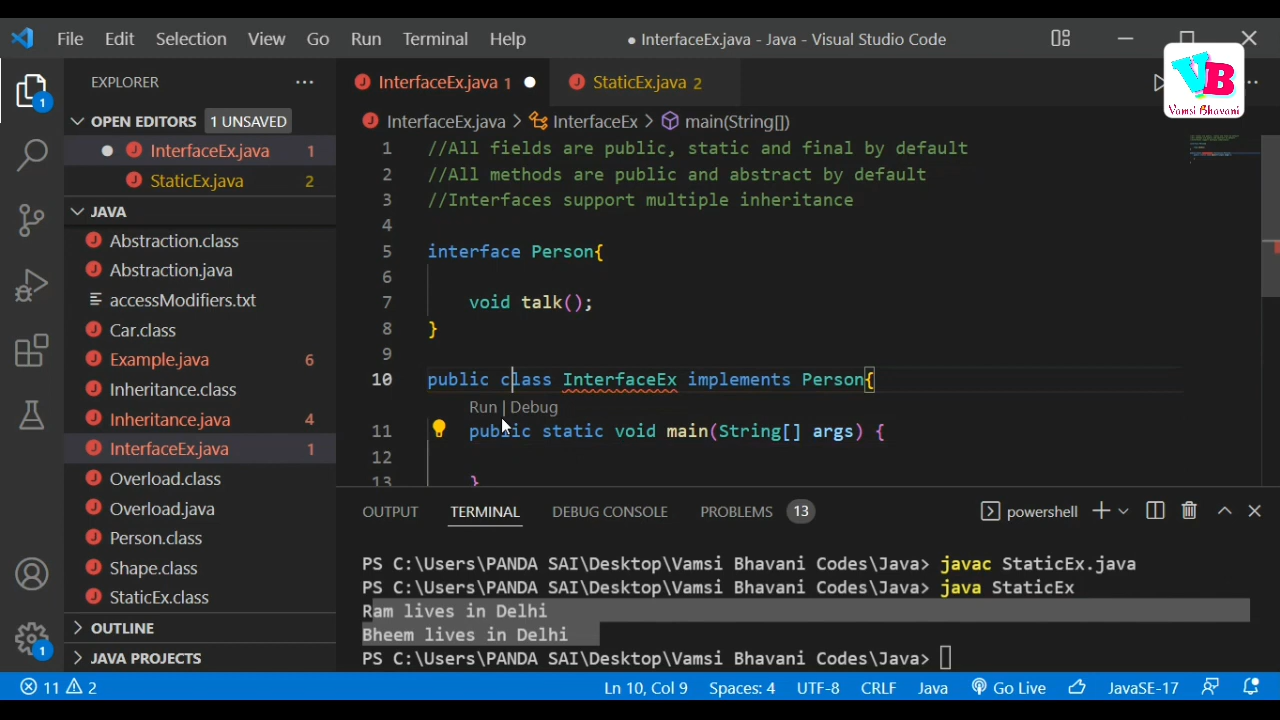 File Edit Selection View Go Run Terminal Help
● InterfaceEx.java - Java - Visual Studio Code
VB
Vamsi Bhavani
EXPLORER
OPEN EDITORS 1 UNSAVED
InterfaceEx.java 1
StaticEx.java 2
JAVA
Abstraction.class
Abstraction.java
accessModifiers.txt
Car.class
Example.java 6
Inheritance.class
Inheritance.java 4
InterfaceEx.java 1
Overload.class
Overload.java
Person.class
Shape.class
StaticEx.class
OUTLINE
JAVA PROJECTS
1
1
InterfaceEx.java 1
StaticEx.java 2
InterfaceEx.java > InterfaceEx > main(String[])
1 //All fields are public, static and final by default
2 //All methods are public and abstract by default
3 //Interfaces support multiple inheritance
4
5 interface Person{
6
7 void talk();
8 }
9
10 public class InterfaceEx implements Person{
Run | Debug
11 public static void main(String[] args) {
12
13 }
OUTPUT TERMINAL DEBUG CONSOLE PROBLEMS 13
powershell
PS C:\Users\PANDA SAI\Desktop\Vamsi Bhavani Codes\Java> javac StaticEx.java
PS C:\Users\PANDA SAI\Desktop\Vamsi Bhavani Codes\Java> java StaticEx
Ram lives in Delhi
Bheem lives in Delhi
PS C:\Users\PANDA SAI\Desktop\Vamsi Bhavani Codes\Java>
11 2
Ln 10, Col 9 Spaces: 4 UTF-8 CRLF Java Go Live JavaSE-17